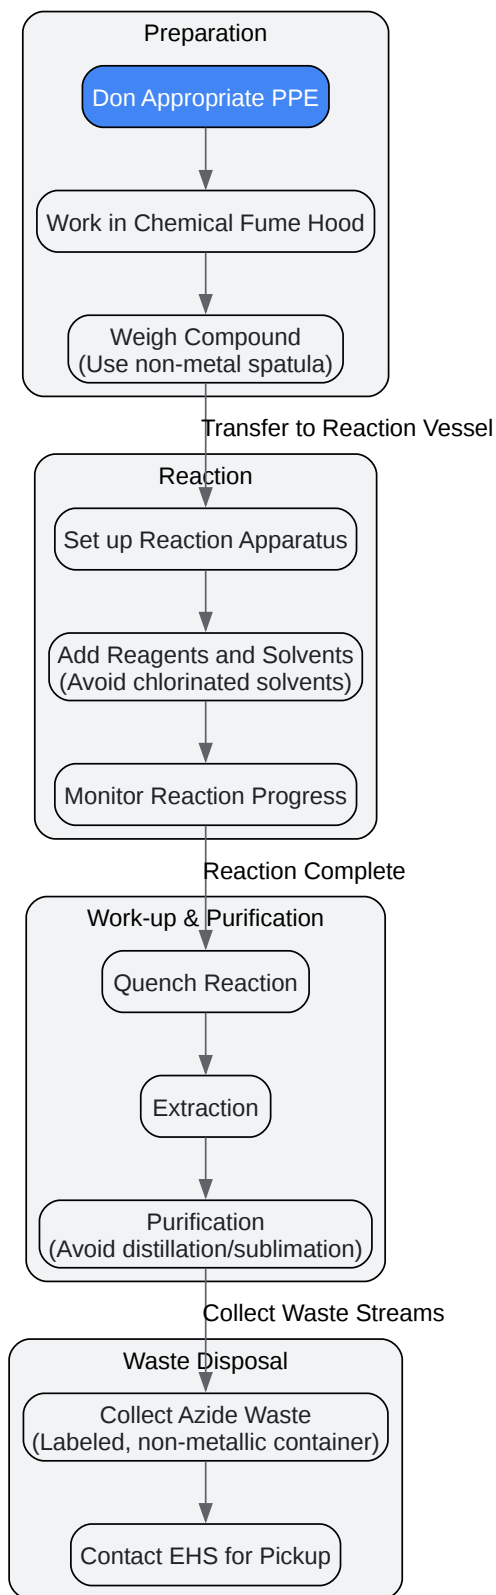 Preparation
Don Appropriate PPE
Work in Chemical Fume Hood
Weigh Compound
(Use non-metal spatula)
Transfer to Reaction Vessel
Reaction
Set up Reaction Apparatus
Add Reagents and Solvents
(Avoid chlorinated solvents)
Monitor Reaction Progress
Reaction Complete
Work-up & Purification
Quench Reaction
Extraction
Purification
(Avoid distillation/sublimation)
Collect Waste Streams
Waste Disposal
Collect Azide Waste
(Labeled, non-metallic container)
Contact EHS for Pickup